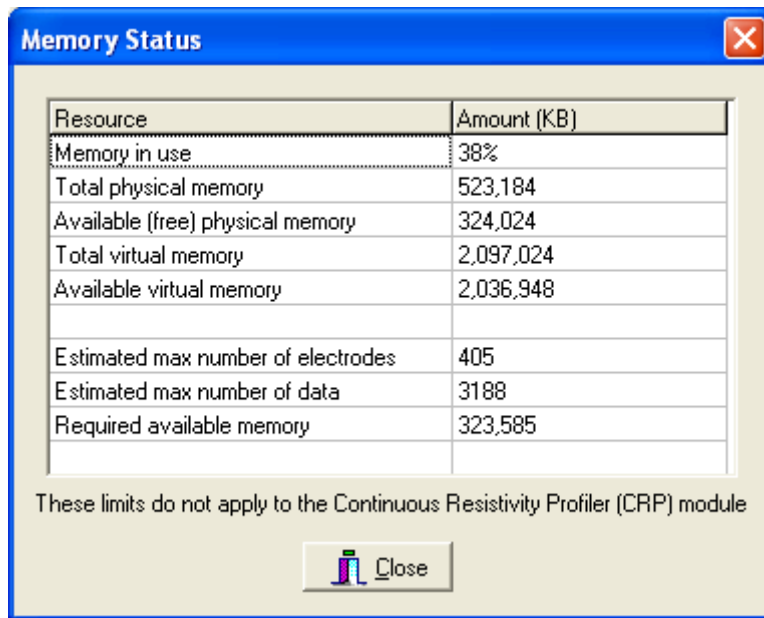 Memory Status
Resource Amount (KB)
Memory in use 38%
Total physical memory 523,184
Available (free) physical memory 324,024
Total virtual memory 2,097,024
Available virtual memory 2,036,948
Estimated max number of electrodes 405
Estimated max number of data 3188
Required available memory 323,585
These limits do not apply to the Continuous Resistivity Profiler (CRP) module
Close